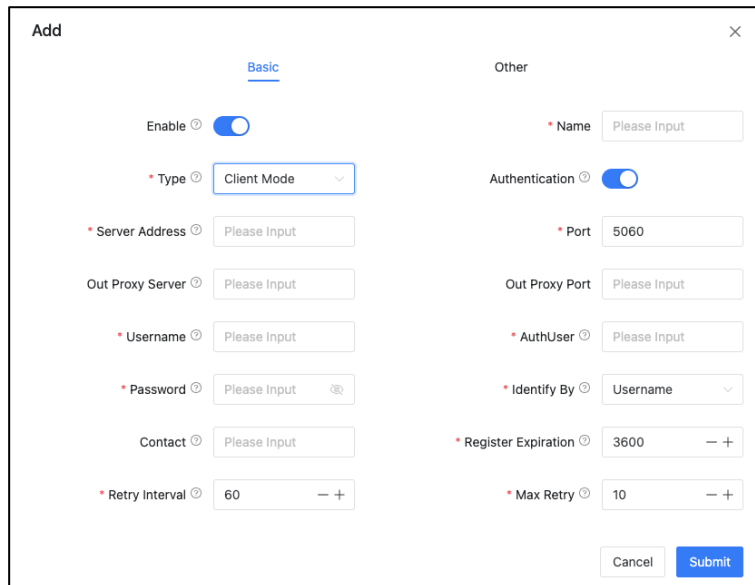 Add
Basic Other
Enable * Name Please Input
* Type Client Mode Authentication
* Server Address Please Input * Port 5060
Out Proxy Server Please Input Out Proxy Port Please Input
* Username Please Input * AuthUser Please Input
* Password Please Input * Identify By Username
Contact Please Input * Register Expiration 3600
* Retry Interval 60 * Max Retry 10
Cancel Submit